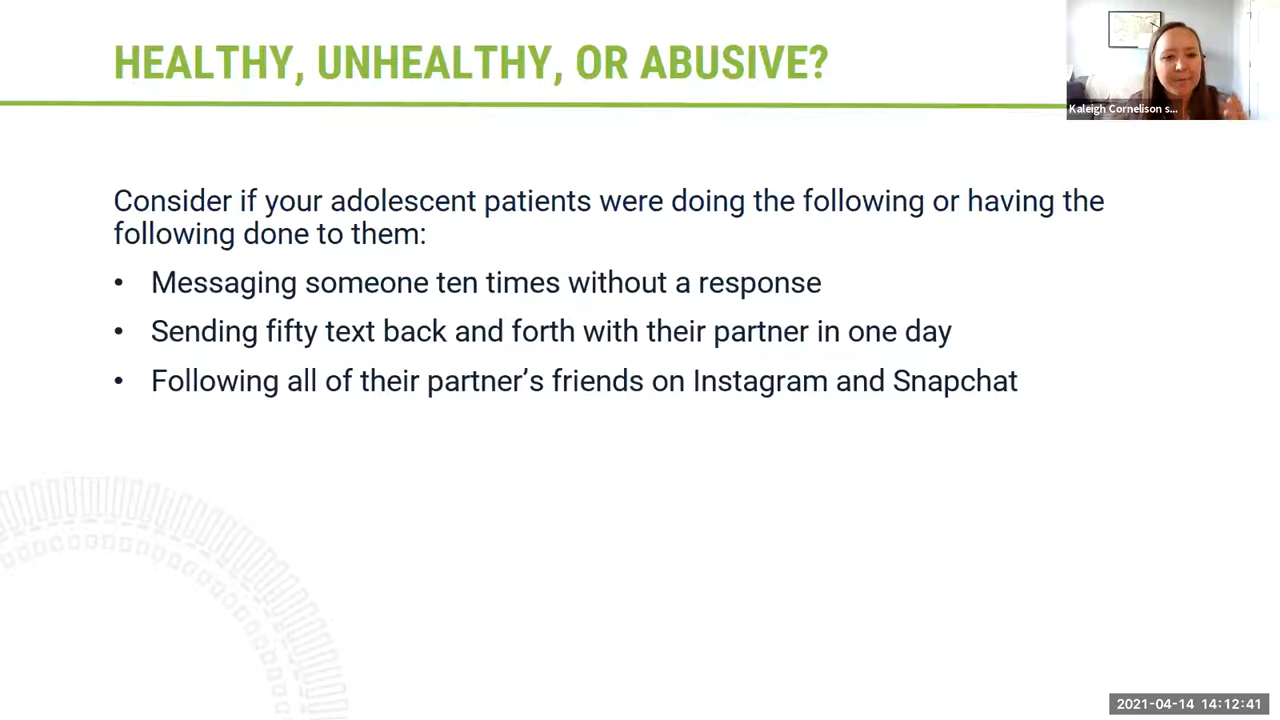 HEALTHY, UNHEALTHY, OR ABUSIVE?
Kaleigh Cornelison s...
Consider if your adolescent patients were doing the following or having the
following done to them:
• Messaging someone ten times without a response
• Sending fifty text back and forth with their partner in one day
• Following all of their partner’s friends on Instagram and Snapchat
2021-04-14 14:12:41